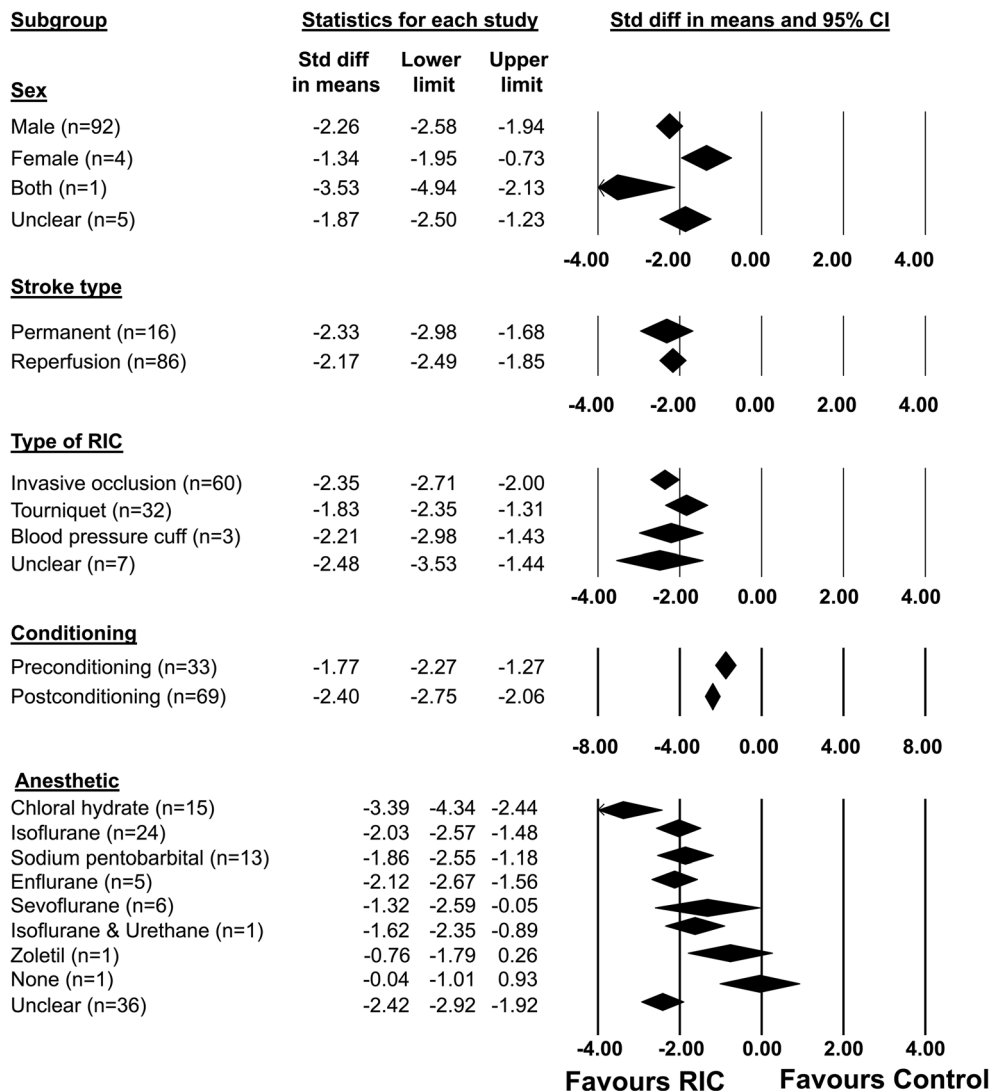 Subgroup Statistics for each study Std diff in means and 95% CI
Std diff in means Lower limit Upper limit
Sex
Male (n=92) -2.26 -2.58 -1.94
Female (n=4) -1.34 -1.95 -0.73
Both (n=1) -3.53 -4.94 -2.13
Unclear (n=5) -1.87 -2.50 -1.23
-4.00 -2.00 0.00 2.00 4.00
Stroke type
Permanent (n=16) -2.33 -2.98 -1.68
Reperfusion (n=86) -2.17 -2.49 -1.85
-4.00 -2.00 0.00 2.00 4.00
Type of RIC
Invasive occlusion (n=60) -2.35 -2.71 -2.00
Tourniquet (n=32) -1.83 -2.35 -1.31
Blood pressure cuff (n=3) -2.21 -2.98 -1.43
Unclear (n=7) -2.48 -3.53 -1.44
-4.00 -2.00 0.00 2.00 4.00
Conditioning
Preconditioning (n=33) -1.77 -2.27 -1.27
Postconditioning (n=69) -2.40 -2.75 -2.06
-8.00 -4.00 0.00 4.00 8.00
Anesthetic
Chloral hydrate (n=15) -3.39 -4.34 -2.44
Isoflurane (n=24) -2.03 -2.57 -1.48
Sodium pentobarbital (n=13) -1.86 -2.55 -1.18
Enflurane (n=5) -2.12 -2.67 -1.56
Sevoflurane (n=6) -1.32 -2.59 -0.05
Isoflurane & Urethane (n=1) -1.62 -2.35 -0.89
Zoletil (n=1) -0.76 -1.79 0.26
None (n=1) -0.04 -1.01 0.93
Unclear (n=36) -2.42 -2.92 -1.92
-4.00 -2.00 0.00 2.00 4.00
Favours RIC Favours Control